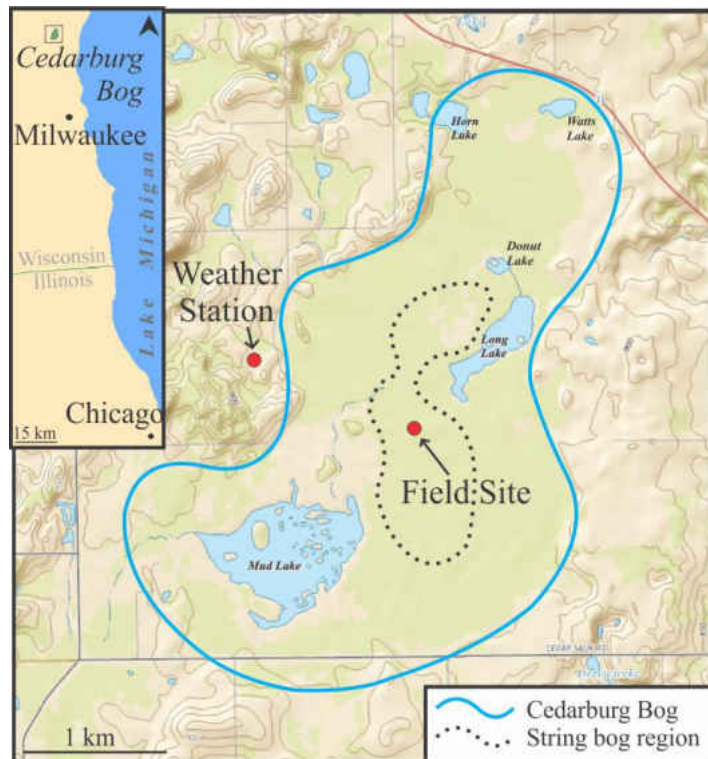 Cedarburg
Bog
Milwaukee
Lake Michigan
Wisconsin
Illinois
Chicago
15 km
Horn
Lake
Watts
Lake
Donut
Lake
Weather
Station
Long
Lake
Field Site
Mud Lake
1 km
Cedarburg Bog
String bog region